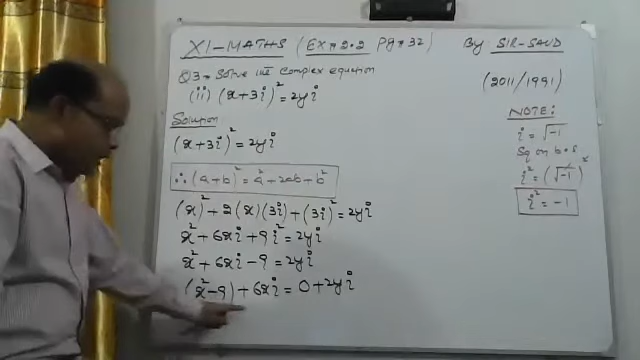 XI-MATHS (EX # 2.2 Pg # 32) By SIR-SAUD
Q3 Solve the Complex equation
(ii) (x+3i)² = 2yi (2011/1991)
Solution
(x+3i)² = 2yi
∴ (a+b)² = a²+2ab+b²
(x)² + 2(x)(3i) + (3i)² = 2yi
x² + 6xi + 9i² = 2yi
x² + 6xi - 9 = 2yi
(x²-9) + 6xi = 0 + 2yi
NOTE:
i = √-1
Sq on b.s
i² = (√-1)²
i² = -1